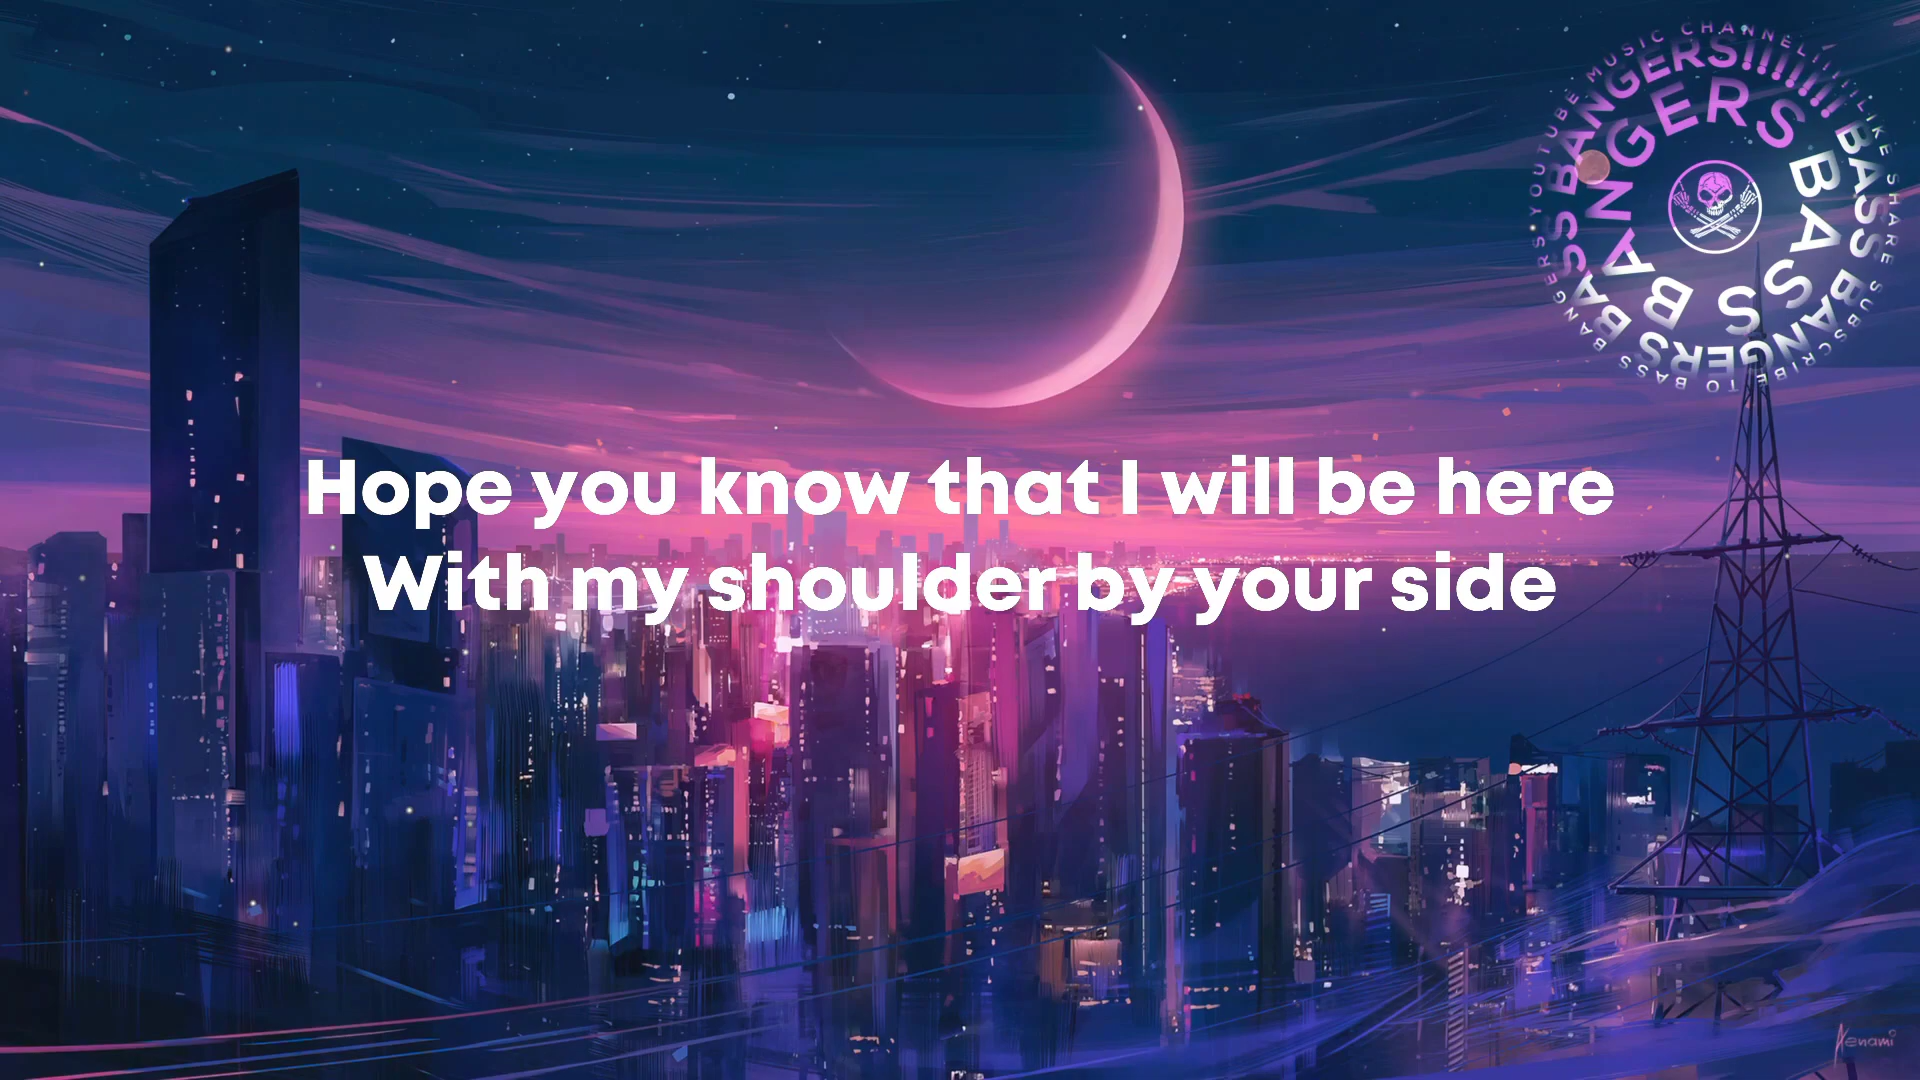 YOUTUBE MUSIC CHANNEL!!!!! LIKE SHARE SUBSCRIBE TO BASS BANGERS
BASS BANGERS!!!!!!! BASS BANGERS
BASS BANGERS
Hope you know that I will be here
With my shoulder by your side
Aenami